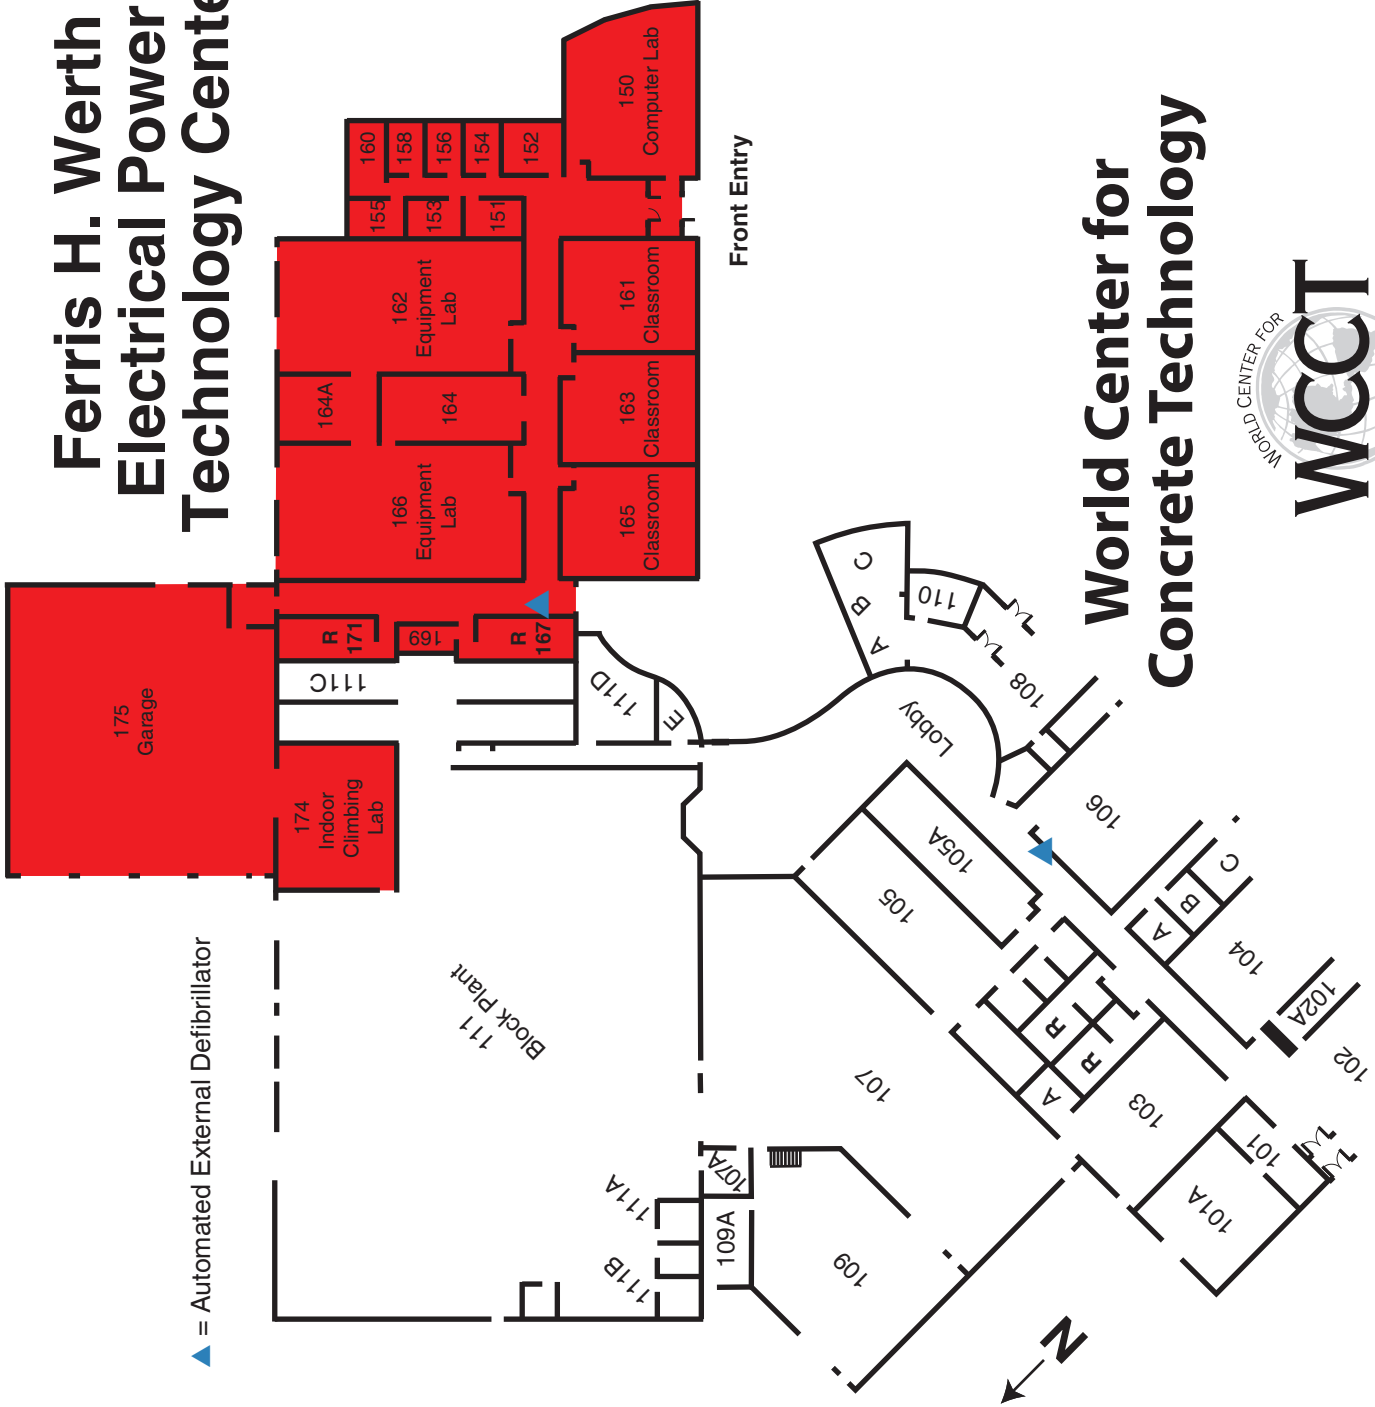 Ferris H. Werth
Electrical Power
Technology Cente
175
Garage
174
Indoor
Climbing
Lab
R
171
169
R
167
166
Equipment
Lab
164A
164
162
Equipment
Lab
155
153
151
160
158
156
154
152
150
Computer Lab
165
Classroom
163
Classroom
161
Classroom
Front Entry
▲ = Automated External Defibrillator
111
Block Plant
111A
111B
111C
111D
E
107A
109A
109
107
105
105A
Lobby
A
B
C
110
108
106
A
B
C
104
102A
102
R
R
A
103
101
101A
N
World Center for
Concrete Technology
WORLD CENTER FOR
WCCT